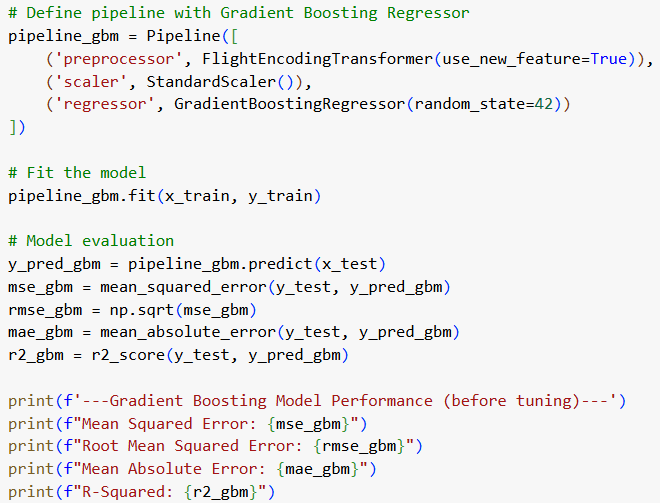 # Define pipeline with Gradient Boosting Regressor
pipeline_gbm = Pipeline([
    ('preprocessor', FlightEncodingTransformer(use_new_feature=True)),
    ('scaler', StandardScaler()),
    ('regressor', GradientBoostingRegressor(random_state=42))
])

# Fit the model
pipeline_gbm.fit(x_train, y_train)

# Model evaluation
y_pred_gbm = pipeline_gbm.predict(x_test)
mse_gbm = mean_squared_error(y_test, y_pred_gbm)
rmse_gbm = np.sqrt(mse_gbm)
mae_gbm = mean_absolute_error(y_test, y_pred_gbm)
r2_gbm = r2_score(y_test, y_pred_gbm)

print(f'---Gradient Boosting Model Performance (before tuning)---')
print(f"Mean Squared Error: {mse_gbm}")
print(f"Root Mean Squared Error: {rmse_gbm}")
print(f"Mean Absolute Error: {mae_gbm}")
print(f"R-Squared: {r2_gbm}")